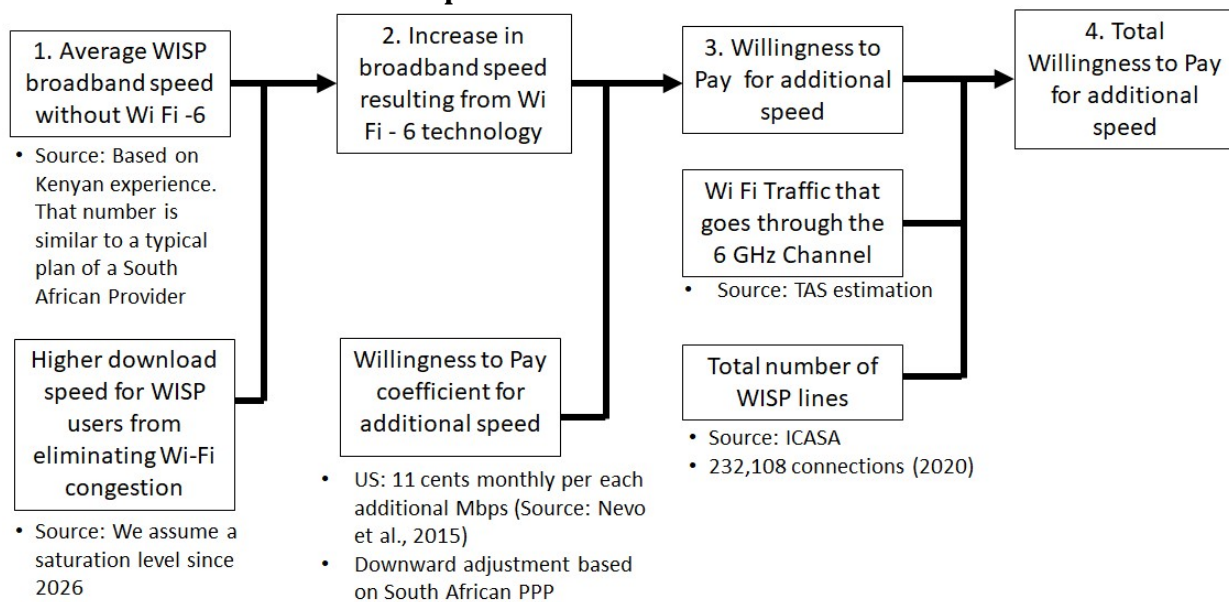 1. Average WISP
broadband speed
without Wi Fi -6
• Source: Based on
Kenyan experience.
That number is
similar to a typical
plan of a South
African Provider
Higher download
speed for WISP
users from
eliminating Wi-Fi
congestion
• Source: We assume a
saturation level since
2026
2. Increase in
broadband speed
resulting from Wi
Fi - 6 technology
Willingness to Pay
coefficient for
additional speed
• US: 11 cents monthly per each
additional Mbps (Source: Nevo
et al., 2015)
• Downward adjustment based
on South African PPP
3. Willingness to
Pay for additional
speed
Wi Fi Traffic that
goes through the
6 GHz Channel
• Source: TAS estimation
Total number of
WISP lines
• Source: ICASA
• 232,108 connections (2020)
4. Total
Willingness to Pay
for additional
speed